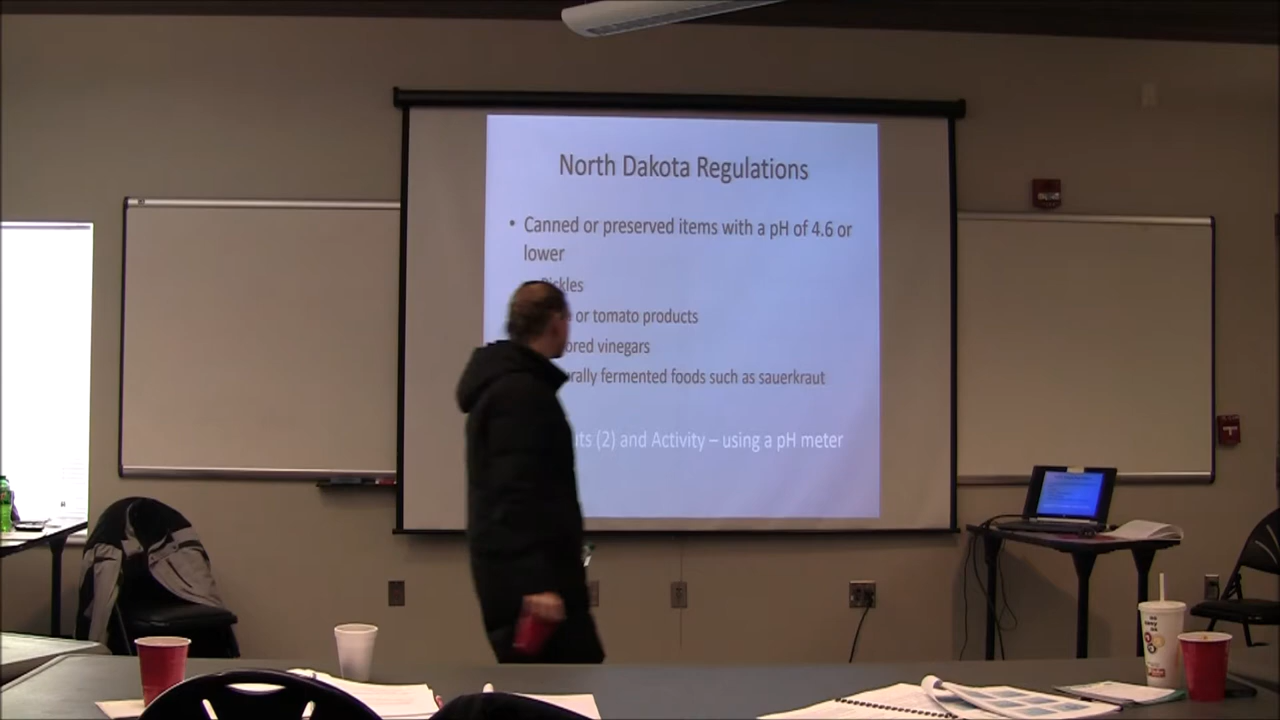 North Dakota Regulations
• Canned or preserved items with a pH of 4.6 or
lower
Pickles
or tomato products
vinegars
fermented foods such as sauerkraut
(2) and Activity – using a pH meter